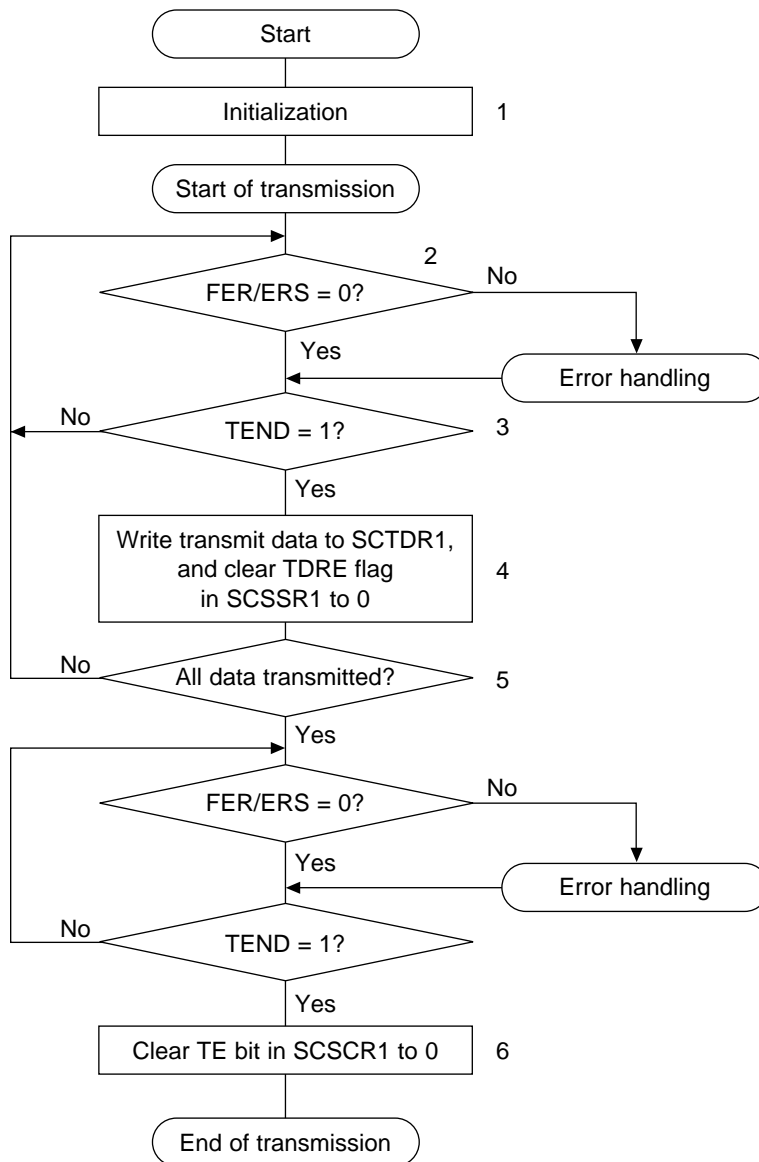 Start
Initialization
1
Start of transmission
2
FER/ERS = 0?
No
Yes
Error handling
No
TEND = 1?
3
Yes
Write transmit data to SCTDR1,
and clear TDRE flag
in SCSSR1 to 0
4
No
All data transmitted?
5
Yes
FER/ERS = 0?
No
Yes
Error handling
No
TEND = 1?
Yes
Clear TE bit in SCSCR1 to 0
6
End of transmission